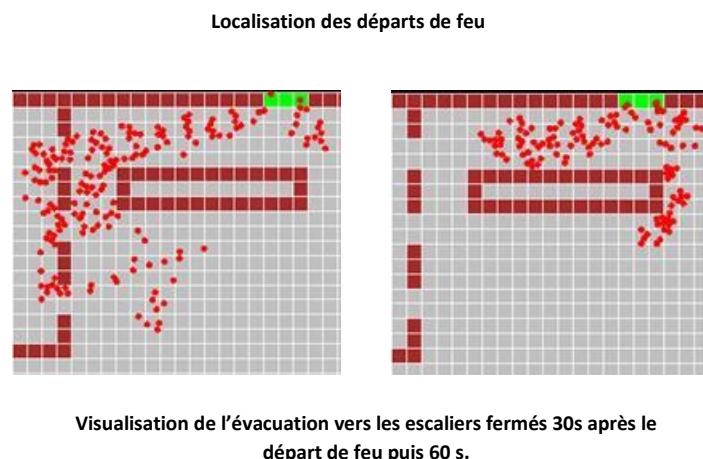 Localisation des départs de feu
Visualisation de l’évacuation vers les escaliers fermés 30s après le
départ de feu puis 60 s.